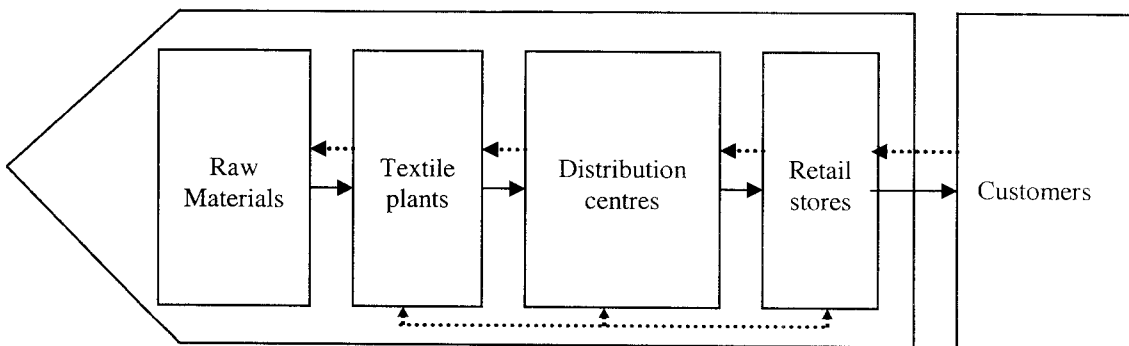 Raw
Materials
Textile
plants
Distribution
centres
Retail
stores
Customers